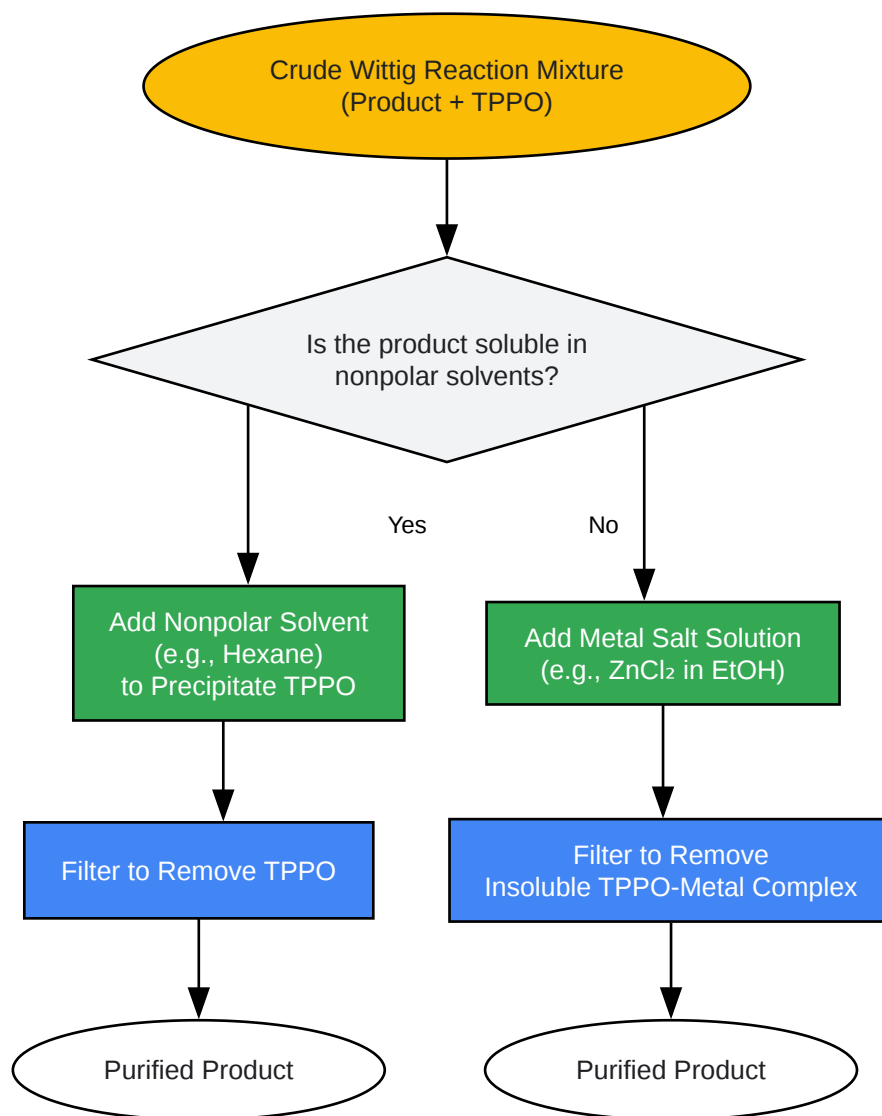 Crude Wittig Reaction Mixture
(Product + TPPO)
Is the product soluble in
nonpolar solvents?
Yes
No
Add Nonpolar Solvent
(e.g., Hexane)
to Precipitate TPPO
Add Metal Salt Solution
(e.g., ZnCl₂ in EtOH)
Filter to Remove TPPO
Filter to Remove
Insoluble TPPO-Metal Complex
Purified Product
Purified Product